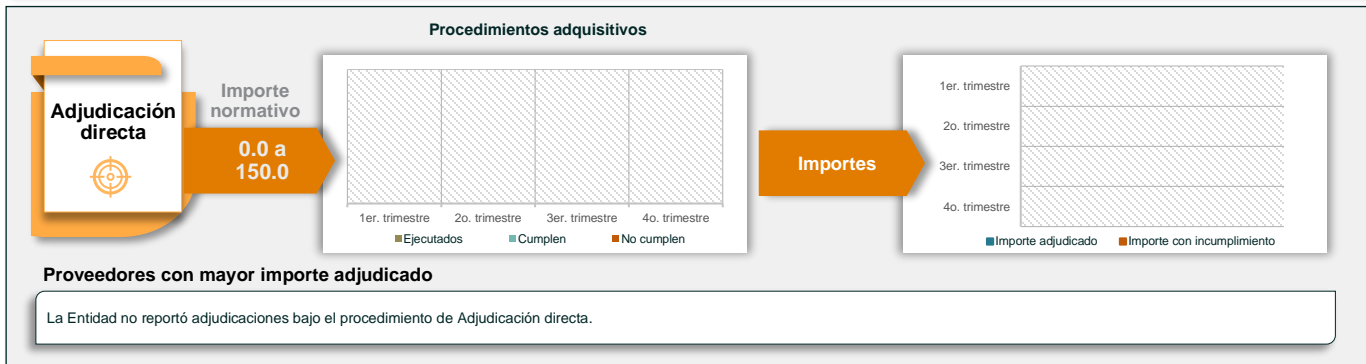 Procedimientos adquisitivos
Adjudicación
directa
Importe
normativo
0.0 a
150.0
1er. trimestre
2o. trimestre
3er. trimestre
4o. trimestre
Ejecutados
Cumplen
No cumplen
Importes
1er. trimestre
2o. trimestre
3er. trimestre
4o. trimestre
Importe adjudicado
Importe con incumplimiento
Proveedores con mayor importe adjudicado
La Entidad no reportó adjudicaciones bajo el procedimiento de Adjudicación directa.